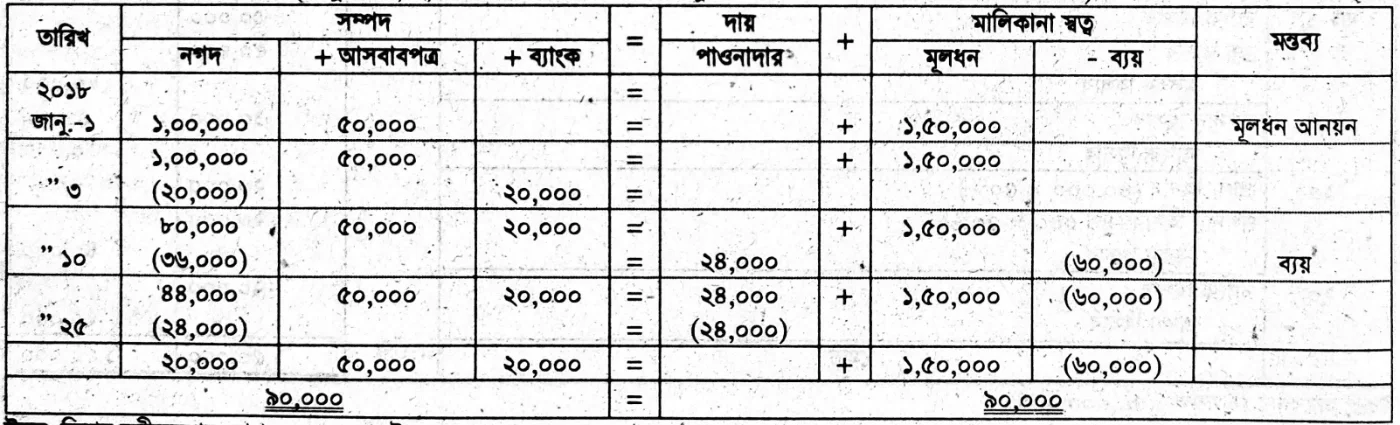 তারিখ সম্পদ = দায় + মালিকানা স্বত্ব মন্তব্য
নগদ + আসবাবপত্র + ব্যাংক পাওনাদার মূলধন - ব্যয়
২০১৮ =
জানু.-১ ১,০০,০০০ ৫০,০০০ = + ১,৫০,০০০ মূলধন আনয়ন
১,০০,০০০ ৫০,০০০ = + ১,৫০,০০০
” ৩ (২০,০০০) ২০,০০০ =
৮০,০০০ ৫০,০০০ ২০,০০০ = + ১,৫০,০০০
” ১০ (৩৬,০০০) = ২৪,০০০ (৬০,০০০) ব্যয়
৪৪,০০০ ৫০,০০০ ২০,০০০ = ২৪,০০০ + ১,৫০,০০০ (৬০,০০০)
” ২৫ (২৪,০০০) = (২৪,০০০)
২০,০০০ ৫০,০০০ ২০,০০০ = + ১,৫০,০০০ (৬০,০০০)
৯০,০০০ = ৯০,০০০